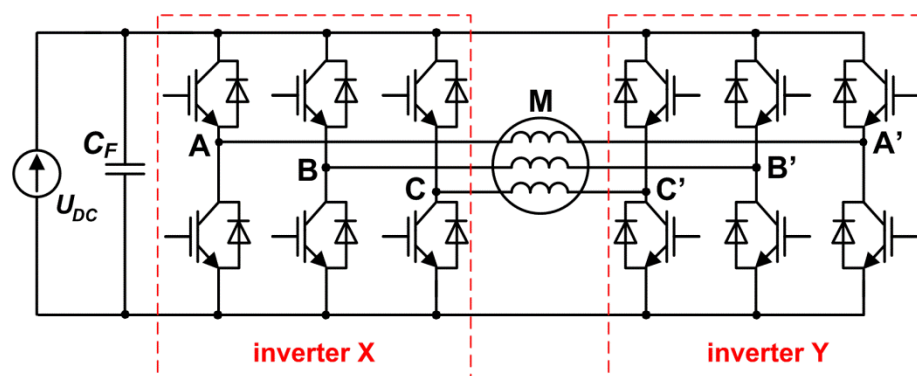 M
A
A'
C_F
B
B'
C
C'
U_DC
inverter X
inverter Y